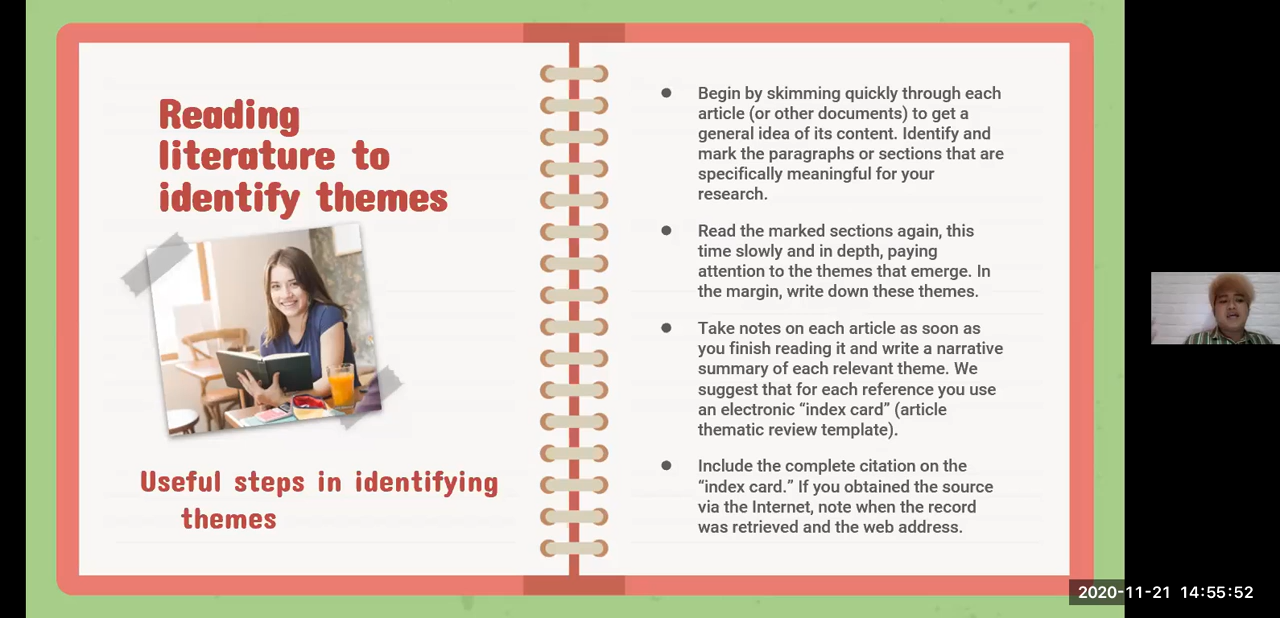 Reading
literature to
identify themes
Useful steps in identifying
themes
● Begin by skimming quickly through each
article (or other documents) to get a
general idea of its content. Identify and
mark the paragraphs or sections that are
specifically meaningful for your
research.
● Read the marked sections again, this
time slowly and in depth, paying
attention to the themes that emerge. In
the margin, write down these themes.
● Take notes on each article as soon as
you finish reading it and write a narrative
summary of each relevant theme. We
suggest that for each reference you use
an electronic “index card” (article
thematic review template).
● Include the complete citation on the
“index card.” If you obtained the source
via the Internet, note when the record
was retrieved and the web address.
2020-11-21 14:55:52